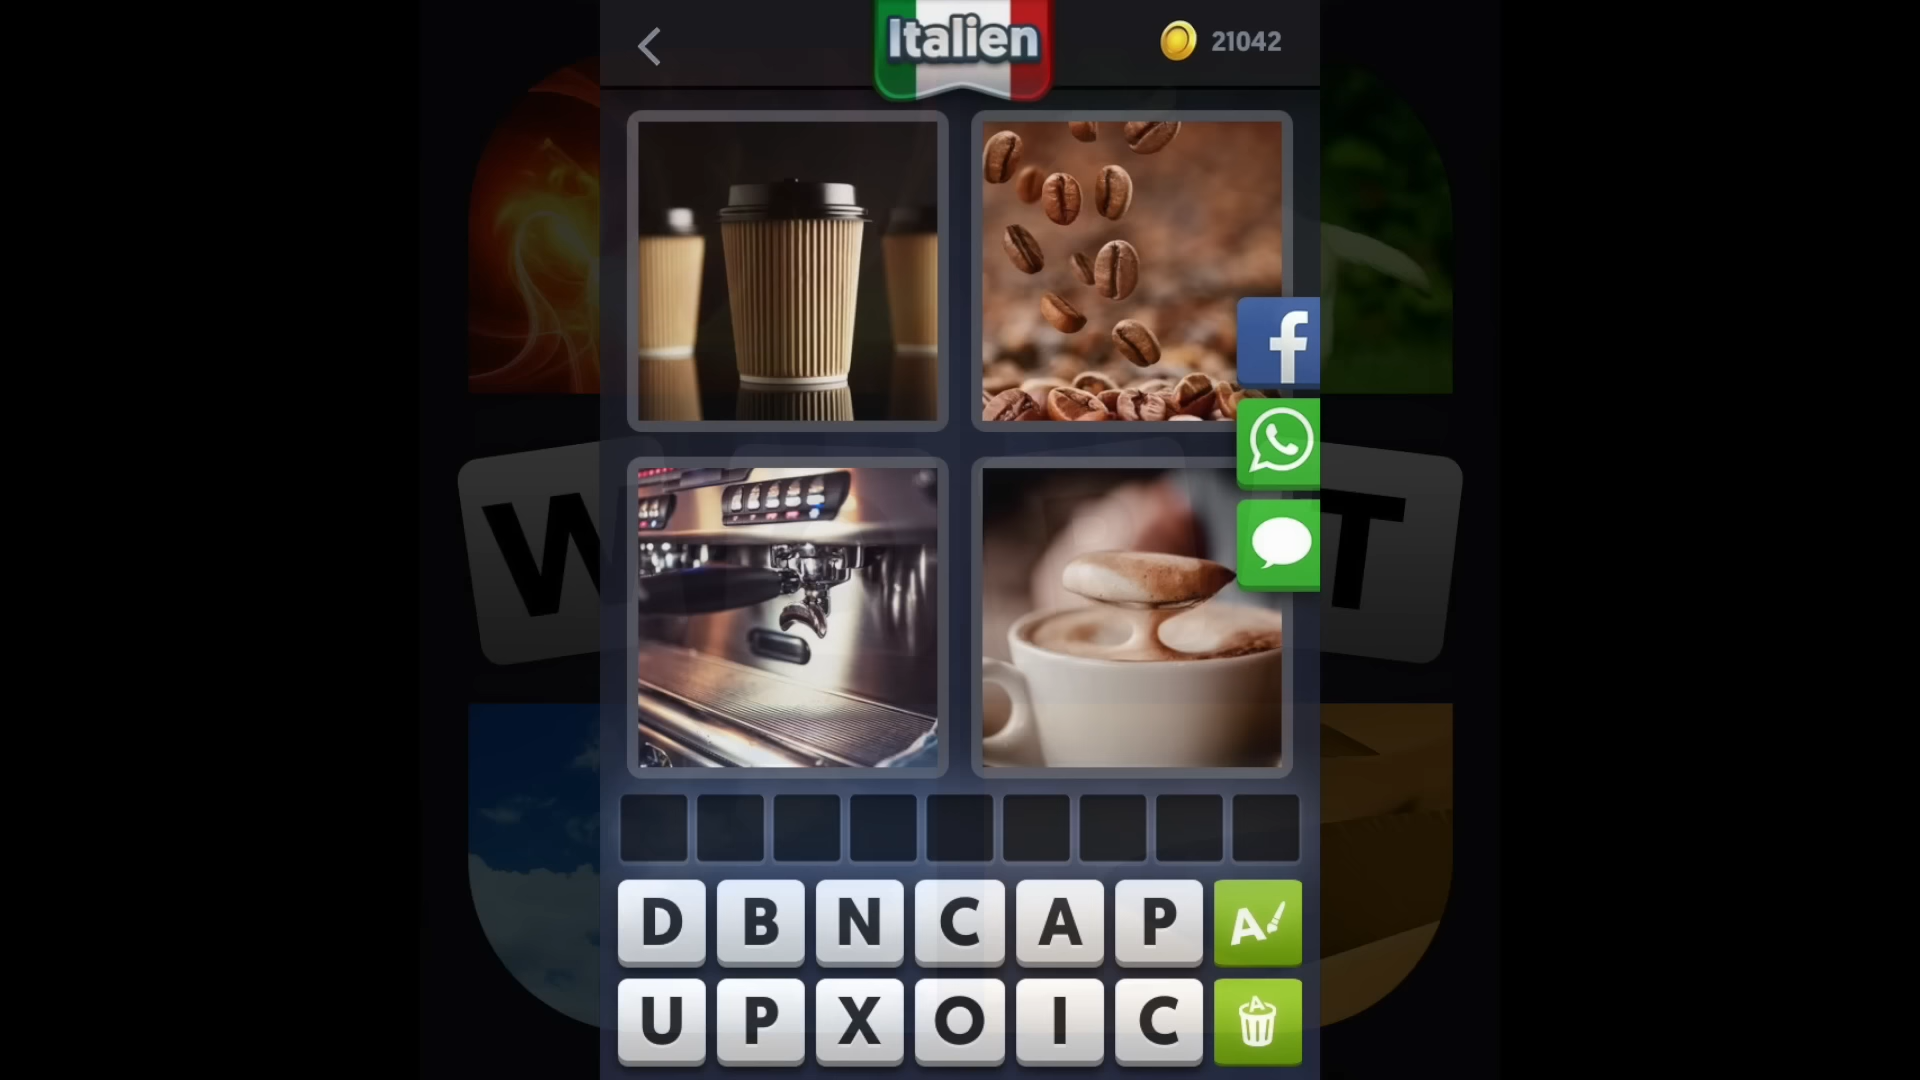 Italien
21042
W T
D B N C A P A
U P X O I C A